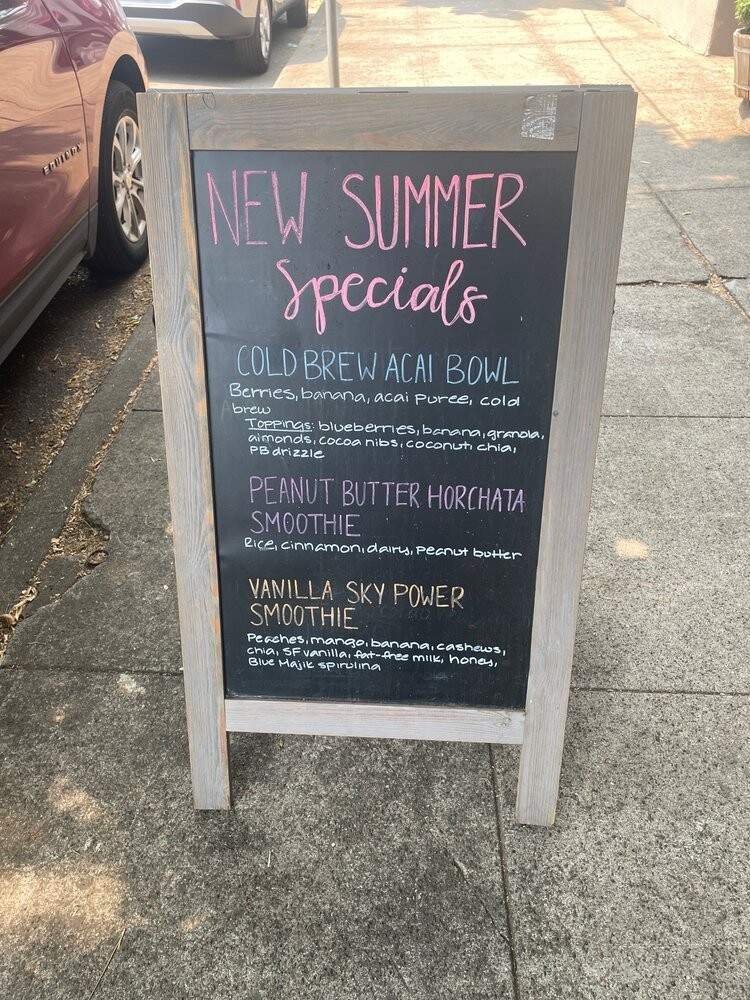 EQUINOX
NEW SUMMER
Specials
COLD BREW ACAI BOWL
Berries, banana, acai puree, cold
brew
Toppings: blueberries, banana, granola,
almonds, cocoa nibs, coconut, chia,
PB drizzle
PEANUT BUTTER HORCHATA
SMOOTHIE
Rice, cinnamon, dairy, peanut butter
VANILLA SKY POWER
SMOOTHIE
Peaches, mango, banana, cashews,
chia, SF vanilla, fat-free milk, honey,
Blue Majik spirulina